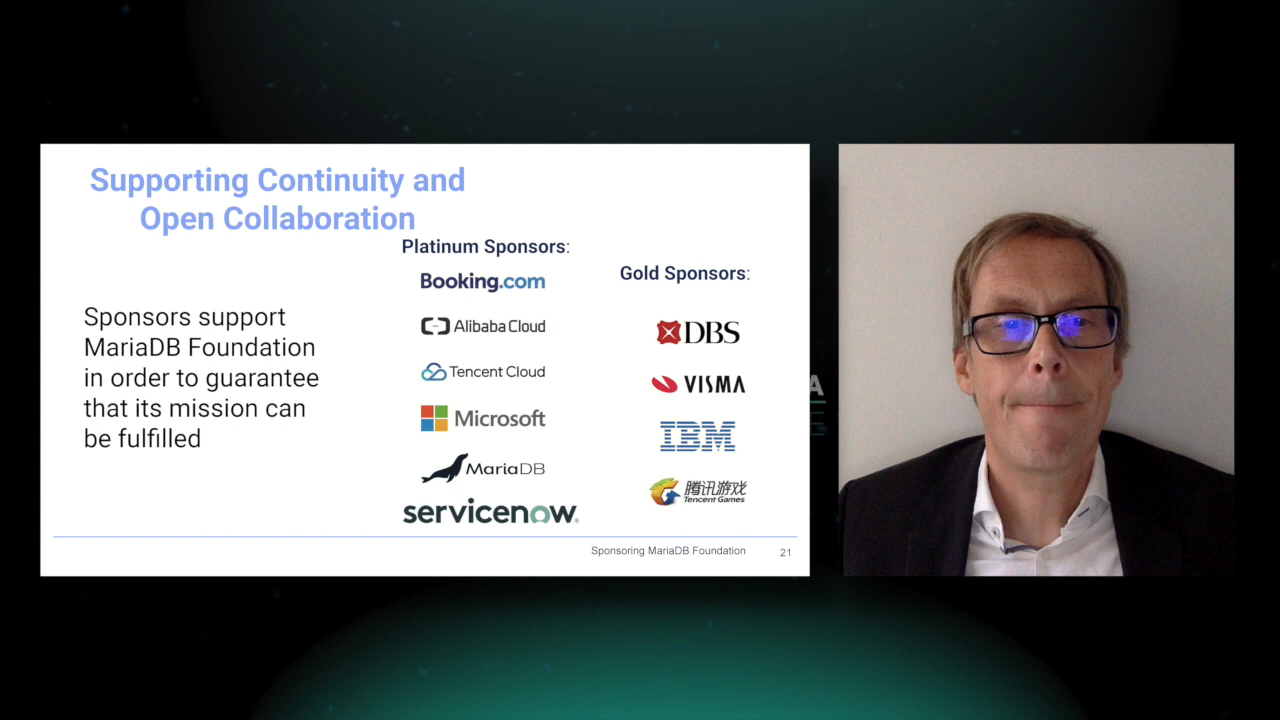 Supporting Continuity and
Open Collaboration
Sponsors support
MariaDB Foundation
in order to guarantee
that its mission can
be fulfilled
Platinum Sponsors:
Booking.com
Alibaba Cloud
Tencent Cloud
Microsoft
MariaDB
servicenow®
Gold Sponsors:
DBS
VISMA
IBM
腾讯游戏
Tencent Games
Sponsoring MariaDB Foundation 21
A